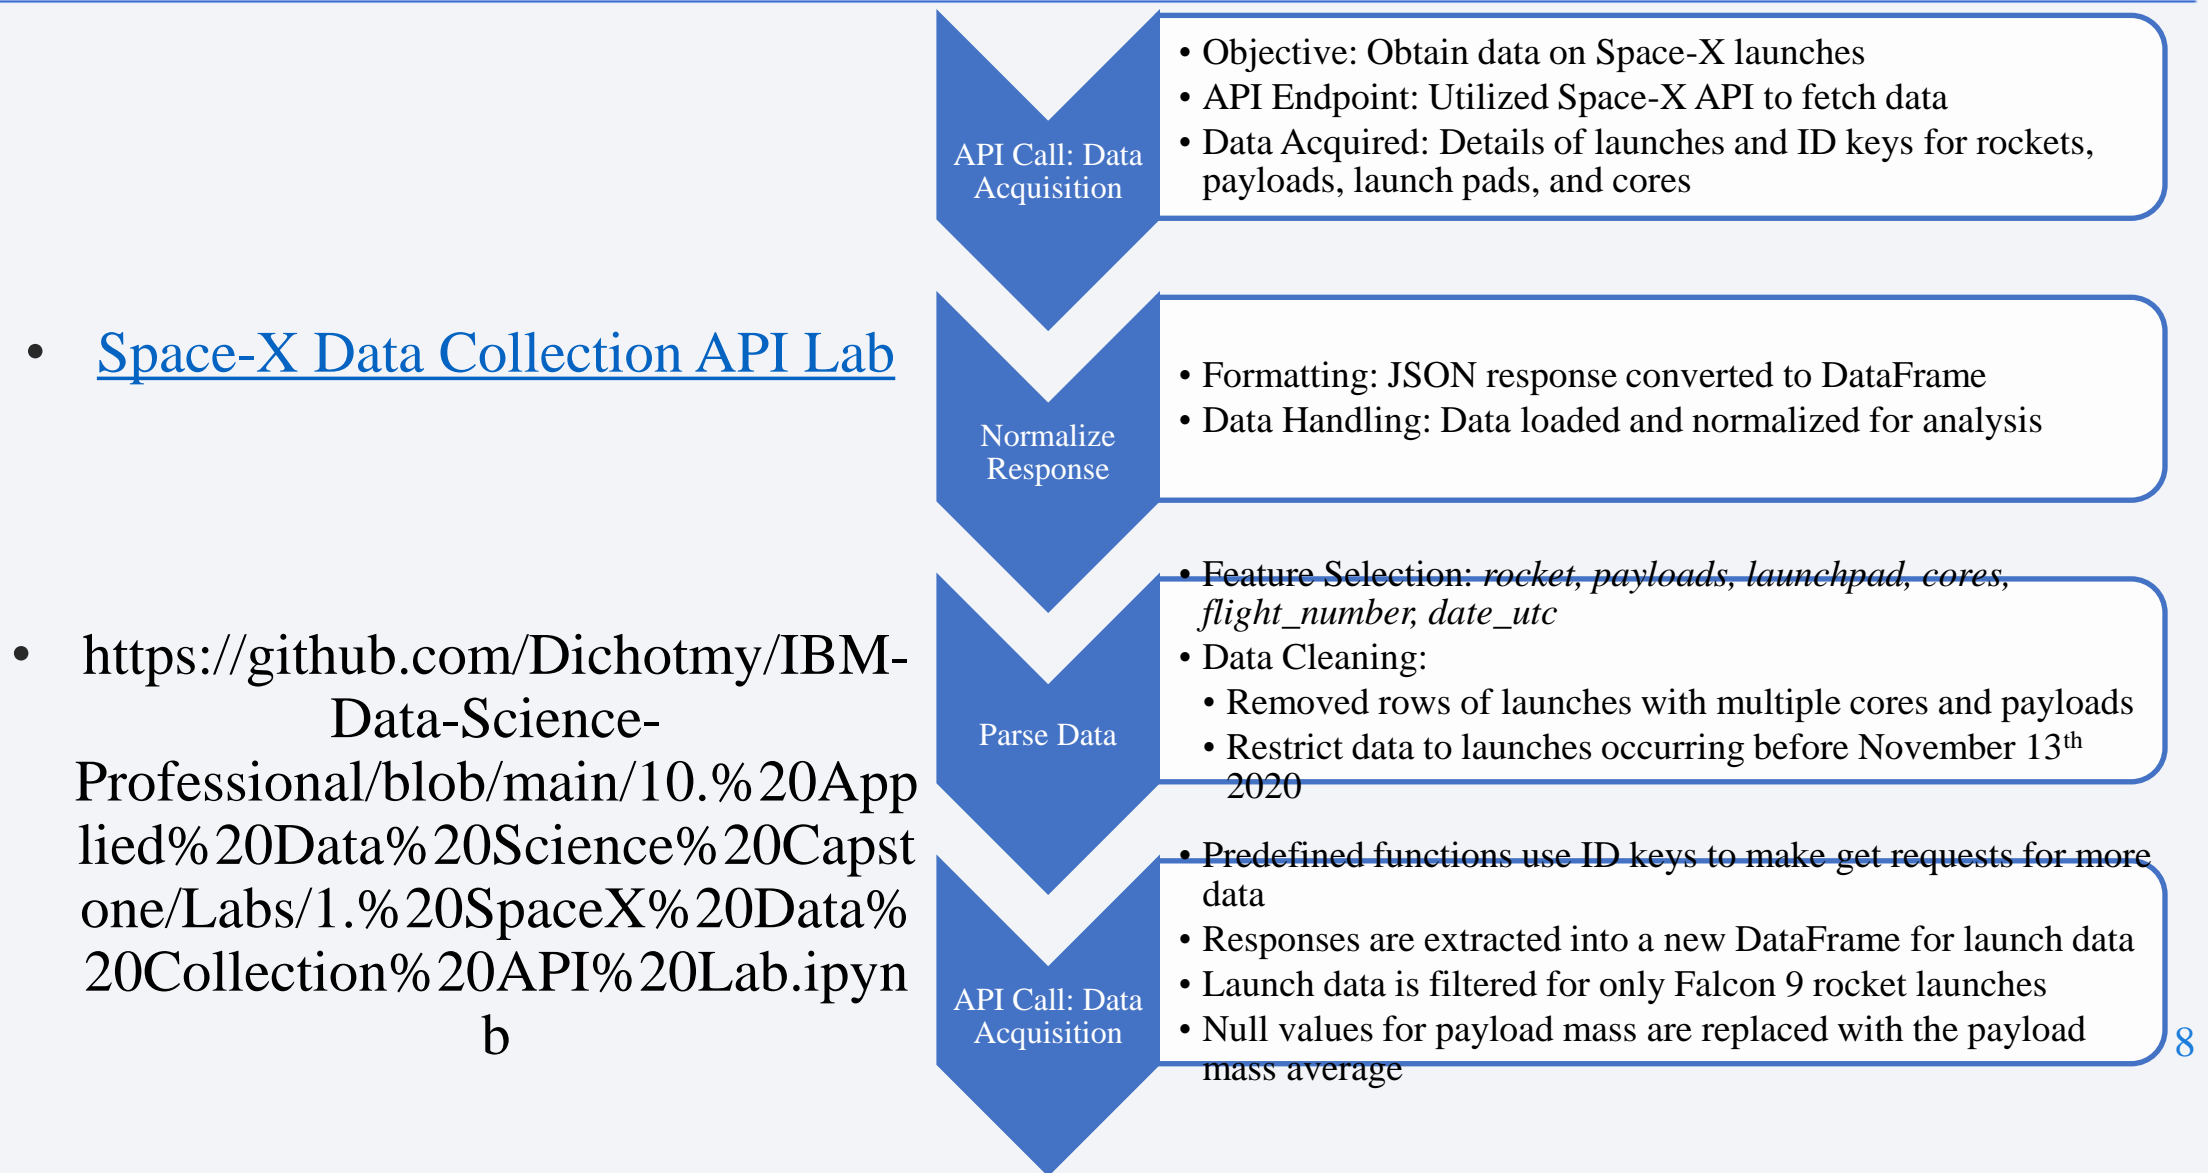 • Space-X Data Collection API Lab
• https://github.com/Dichotmy/IBM-
Data-Science-
Professional/blob/main/10.%20App
lied%20Data%20Science%20Capst
one/Labs/1.%20SpaceX%20Data%
20Collection%20API%20Lab.ipyn
b
API Call: Data
Acquisition
• Objective: Obtain data on Space-X launches
• API Endpoint: Utilized Space-X API to fetch data
• Data Acquired: Details of launches and ID keys for rockets,
payloads, launch pads, and cores
Normalize
Response
• Formatting: JSON response converted to DataFrame
• Data Handling: Data loaded and normalized for analysis
Parse Data
• Feature Selection: rocket, payloads, launchpad, cores,
flight_number, date_utc
• Data Cleaning:
• Removed rows of launches with multiple cores and payloads
• Restrict data to launches occurring before November 13th
2020
API Call: Data
Acquisition
• Predefined functions use ID keys to make get requests for more
data
• Responses are extracted into a new DataFrame for launch data
• Launch data is filtered for only Falcon 9 rocket launches
• Null values for payload mass are replaced with the payload
mass average
8